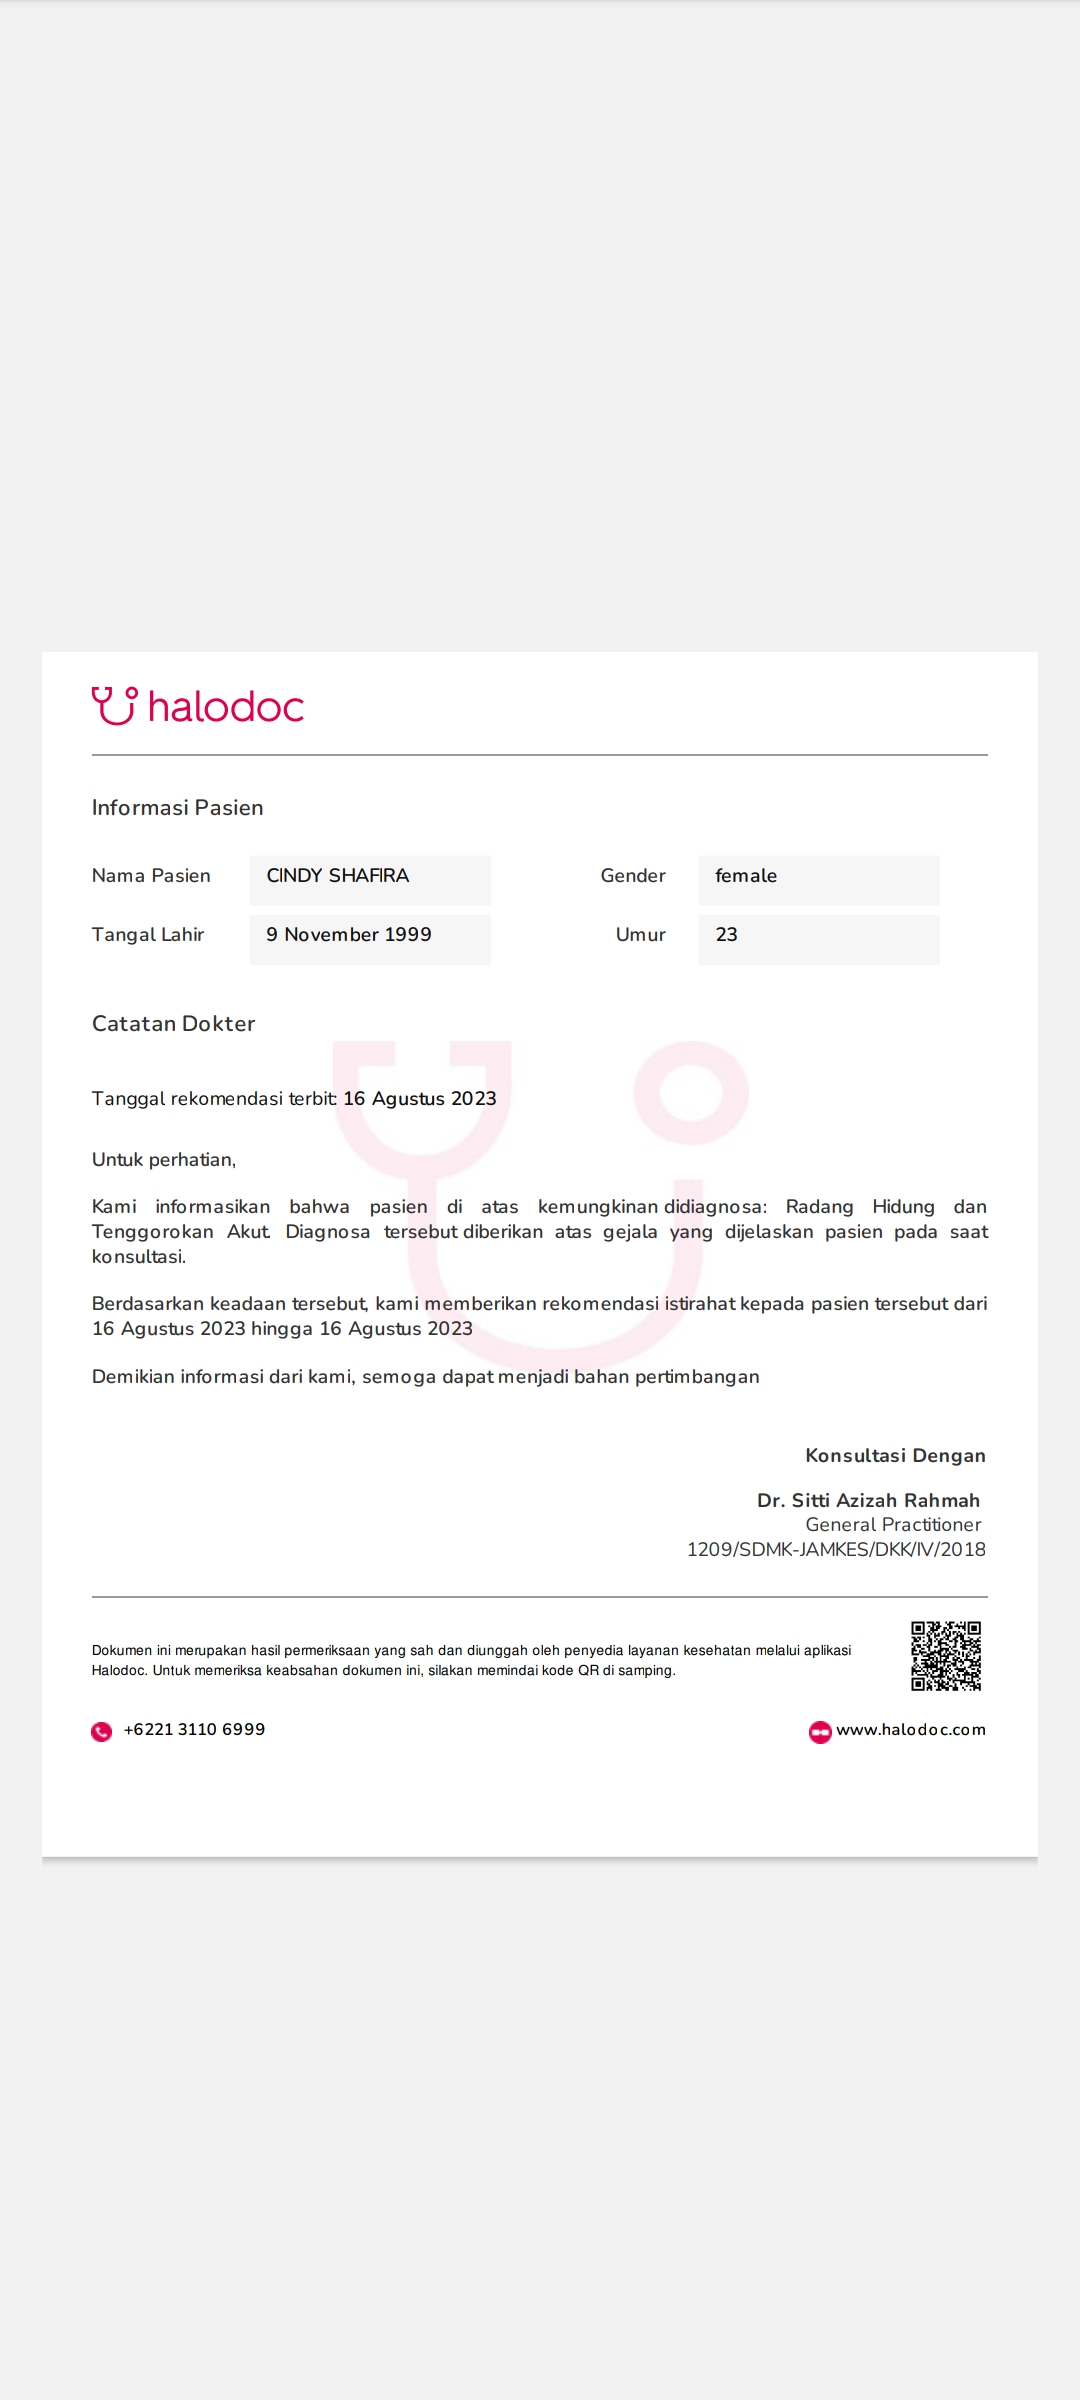 halodoc
Informasi Pasien
Nama Pasien CINDY SHAFIRA Gender female
Tangal Lahir 9 November 1999 Umur 23
Catatan Dokter
Tanggal rekomendasi terbit: 16 Agustus 2023
Untuk perhatian,
Kami informasikan bahwa pasien di atas kemungkinan didiagnosa: Radang Hidung dan
Tenggorokan Akut. Diagnosa tersebut diberikan atas gejala yang dijelaskan pasien pada saat
konsultasi.
Berdasarkan keadaan tersebut, kami memberikan rekomendasi istirahat kepada pasien tersebut dari
16 Agustus 2023 hingga 16 Agustus 2023
Demikian informasi dari kami, semoga dapat menjadi bahan pertimbangan
Konsultasi Dengan
Dr. Sitti Azizah Rahmah
General Practitioner
1209/SDMK-JAMKES/DKK/IV/2018
Dokumen ini merupakan hasil permeriksaan yang sah dan diunggah oleh penyedia layanan kesehatan melalui aplikasi
Halodoc. Untuk memeriksa keabsahan dokumen ini, silakan memindai kode QR di samping.
+6221 3110 6999 www.halodoc.com